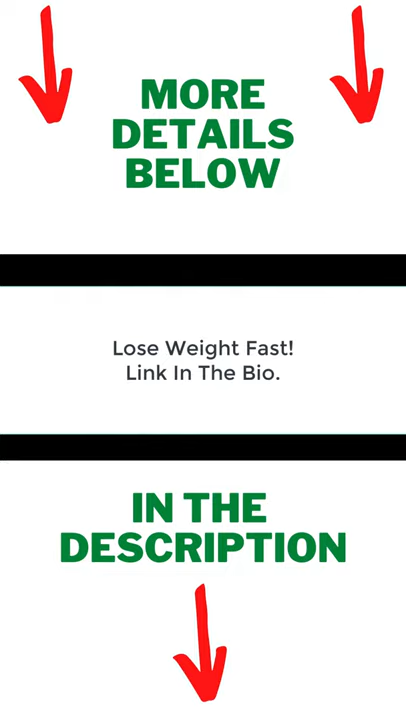 MORE
DETAILS
BELOW
Lose Weight Fast!
Link In The Bio.
IN THE
DESCRIPTION